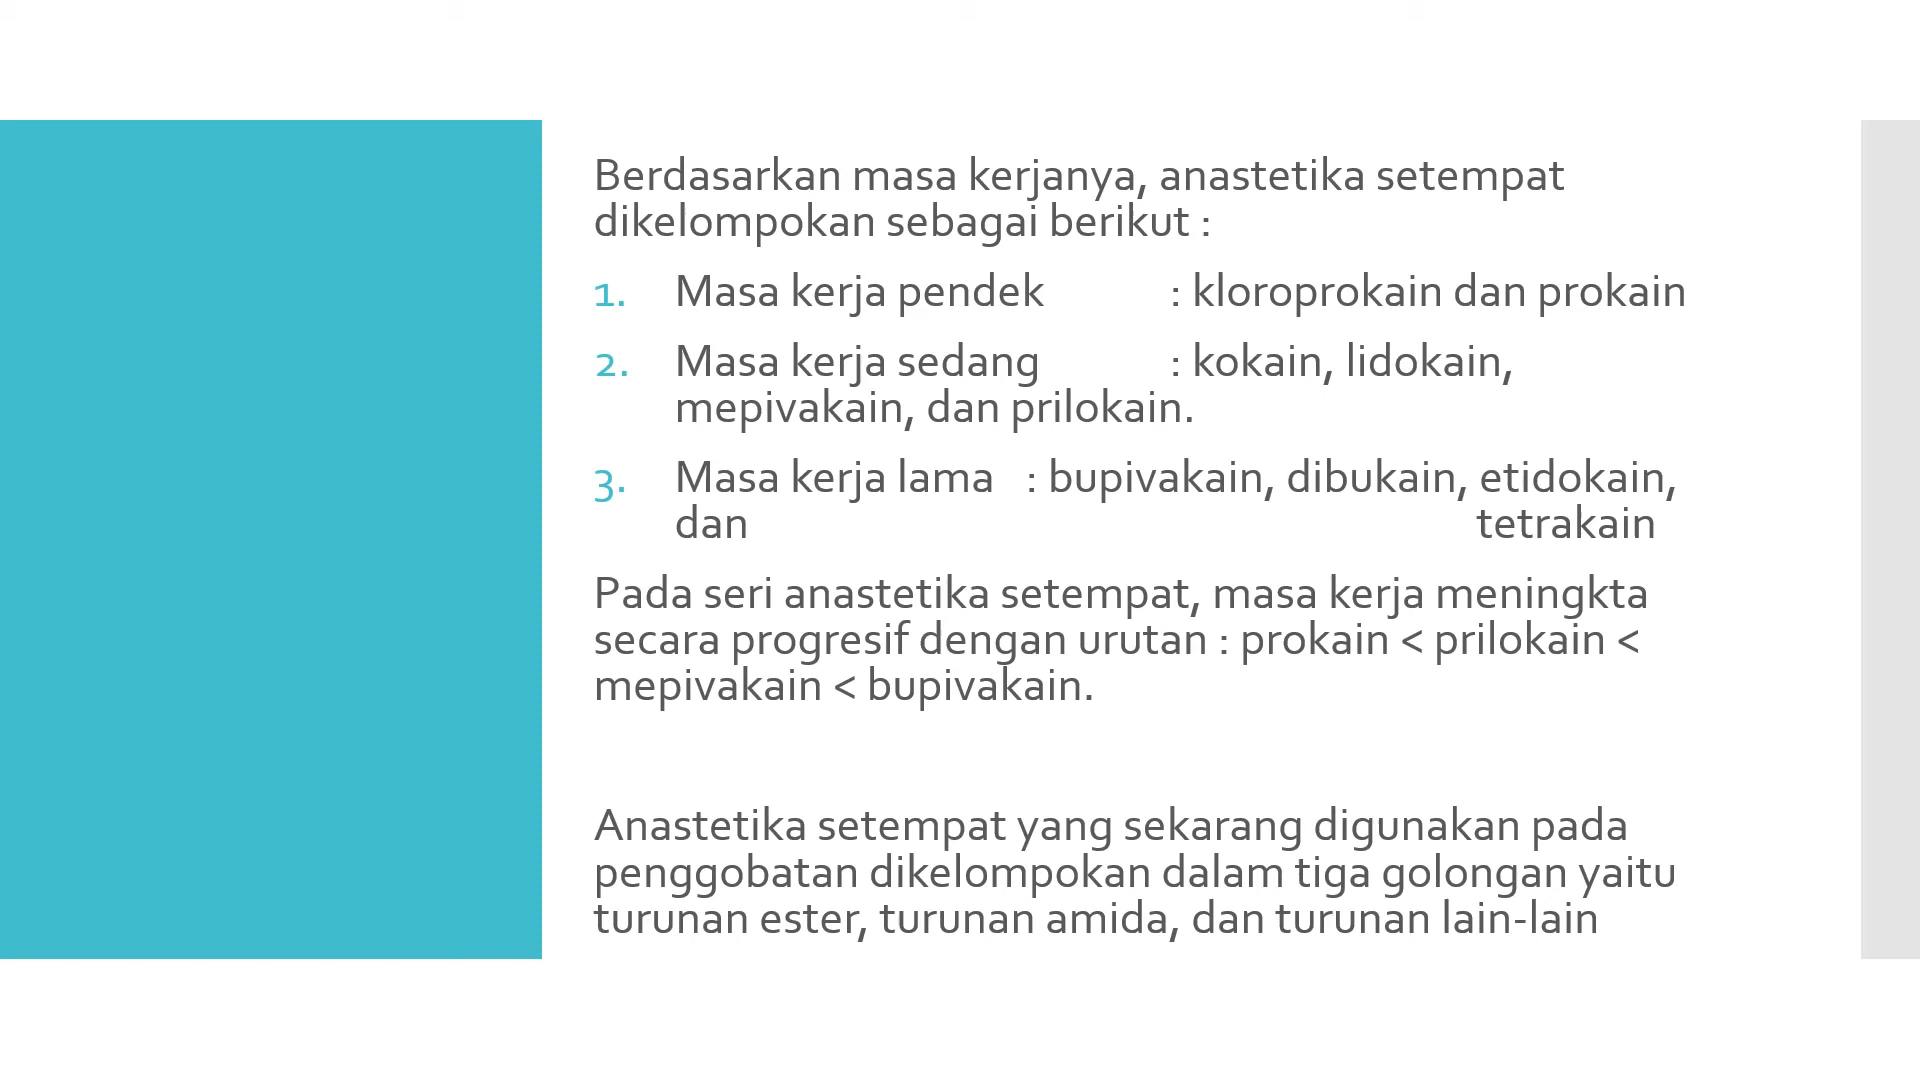 Berdasarkan masa kerjanya, anastetika setempat
dikelompokan sebagai berikut :
1. Masa kerja pendek : kloroprokain dan prokain
2. Masa kerja sedang : kokain, lidokain,
mepivakain, dan prilokain.
3. Masa kerja lama : bupivakain, dibukain, etidokain,
dan tetrakain
Pada seri anastetika setempat, masa kerja meningkta
secara progresif dengan urutan : prokain < prilokain <
mepivakain < bupivakain.
Anastetika setempat yang sekarang digunakan pada
penggobatan dikelompokan dalam tiga golongan yaitu
turunan ester, turunan amida, dan turunan lain-lain